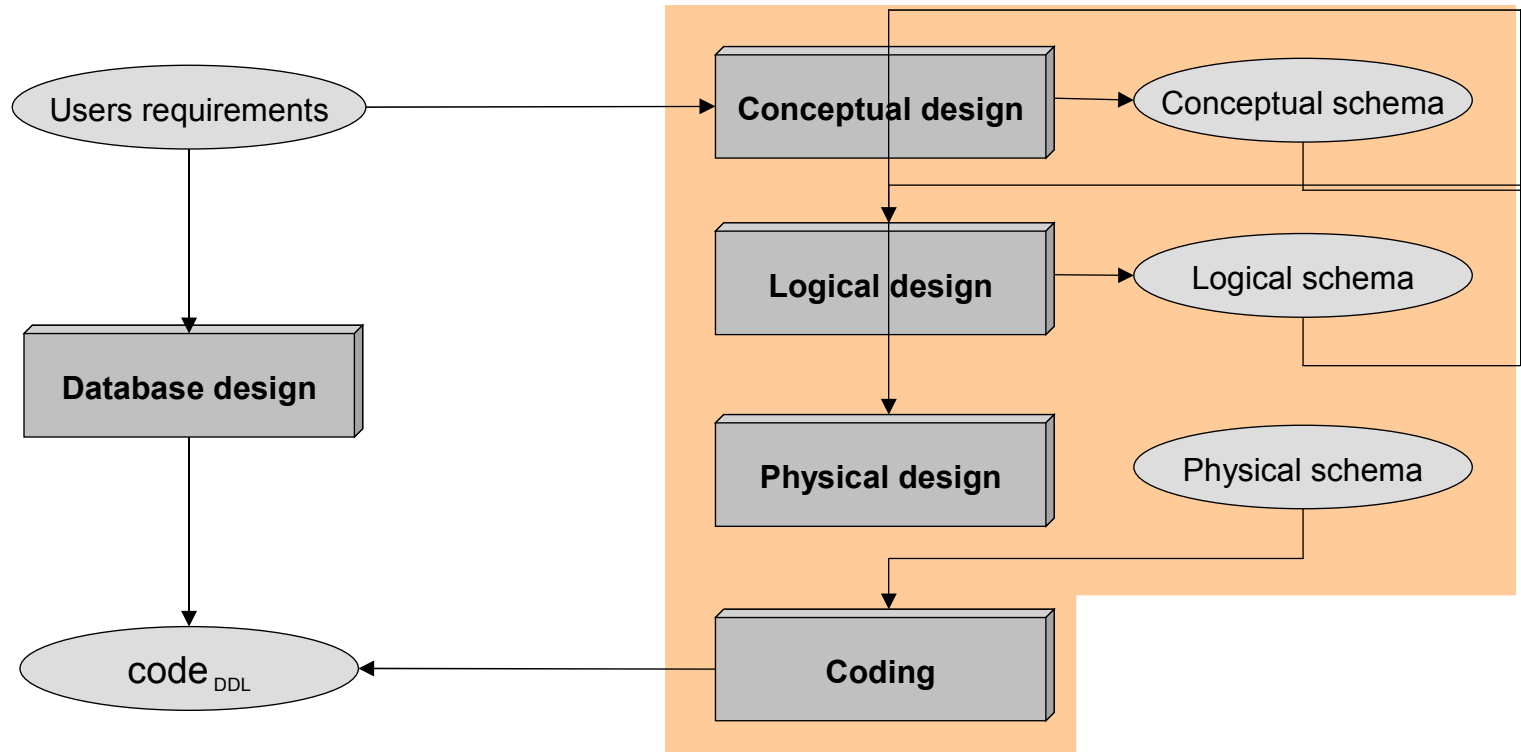 Users requirements
Conceptual design
Conceptual schema
Logical design
Logical schema
Database design
Physical design
Physical schema
code DDL
Coding